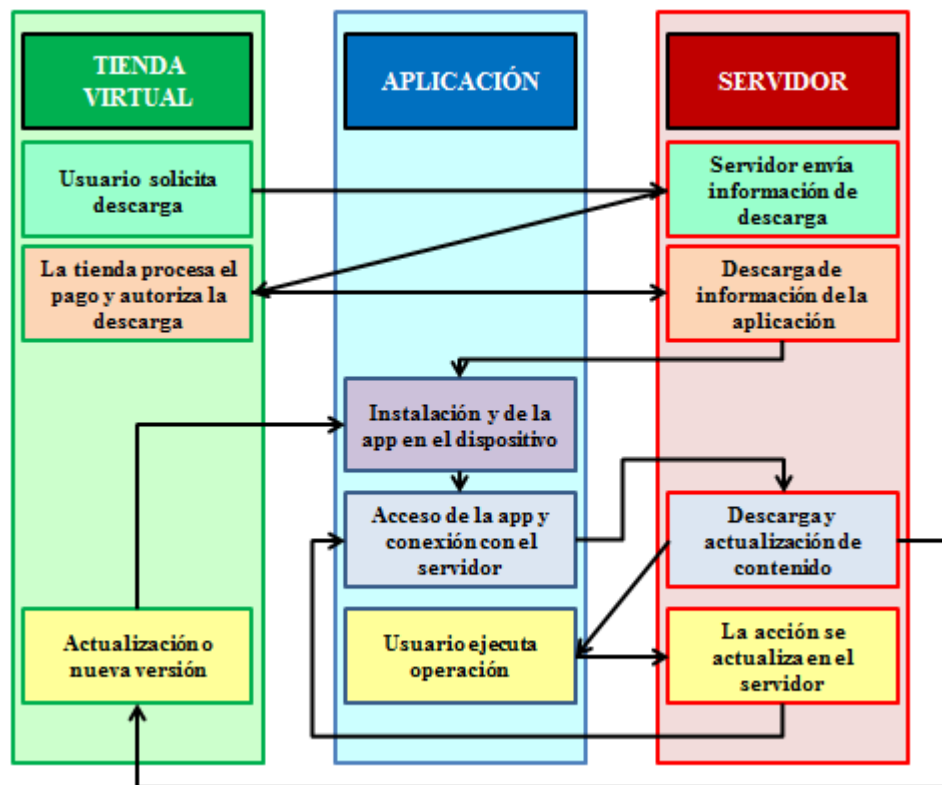 TIENDA
VIRTUAL
APLICACIÓN
SERVIDOR
Usuario solicita
descarga
Servidor envía
información de
descarga
La tienda procesa el
pago y autoriza la
descarga
Descarga de
información de la
aplicación
Instalación y de la
app en el dispositivo
Acceso de la app y
conexión con el
servidor
Descarga y
actualización de
contenido
Actualización o
nueva versión
Usuario ejecuta
operación
La acción se
actualiza en el
servidor